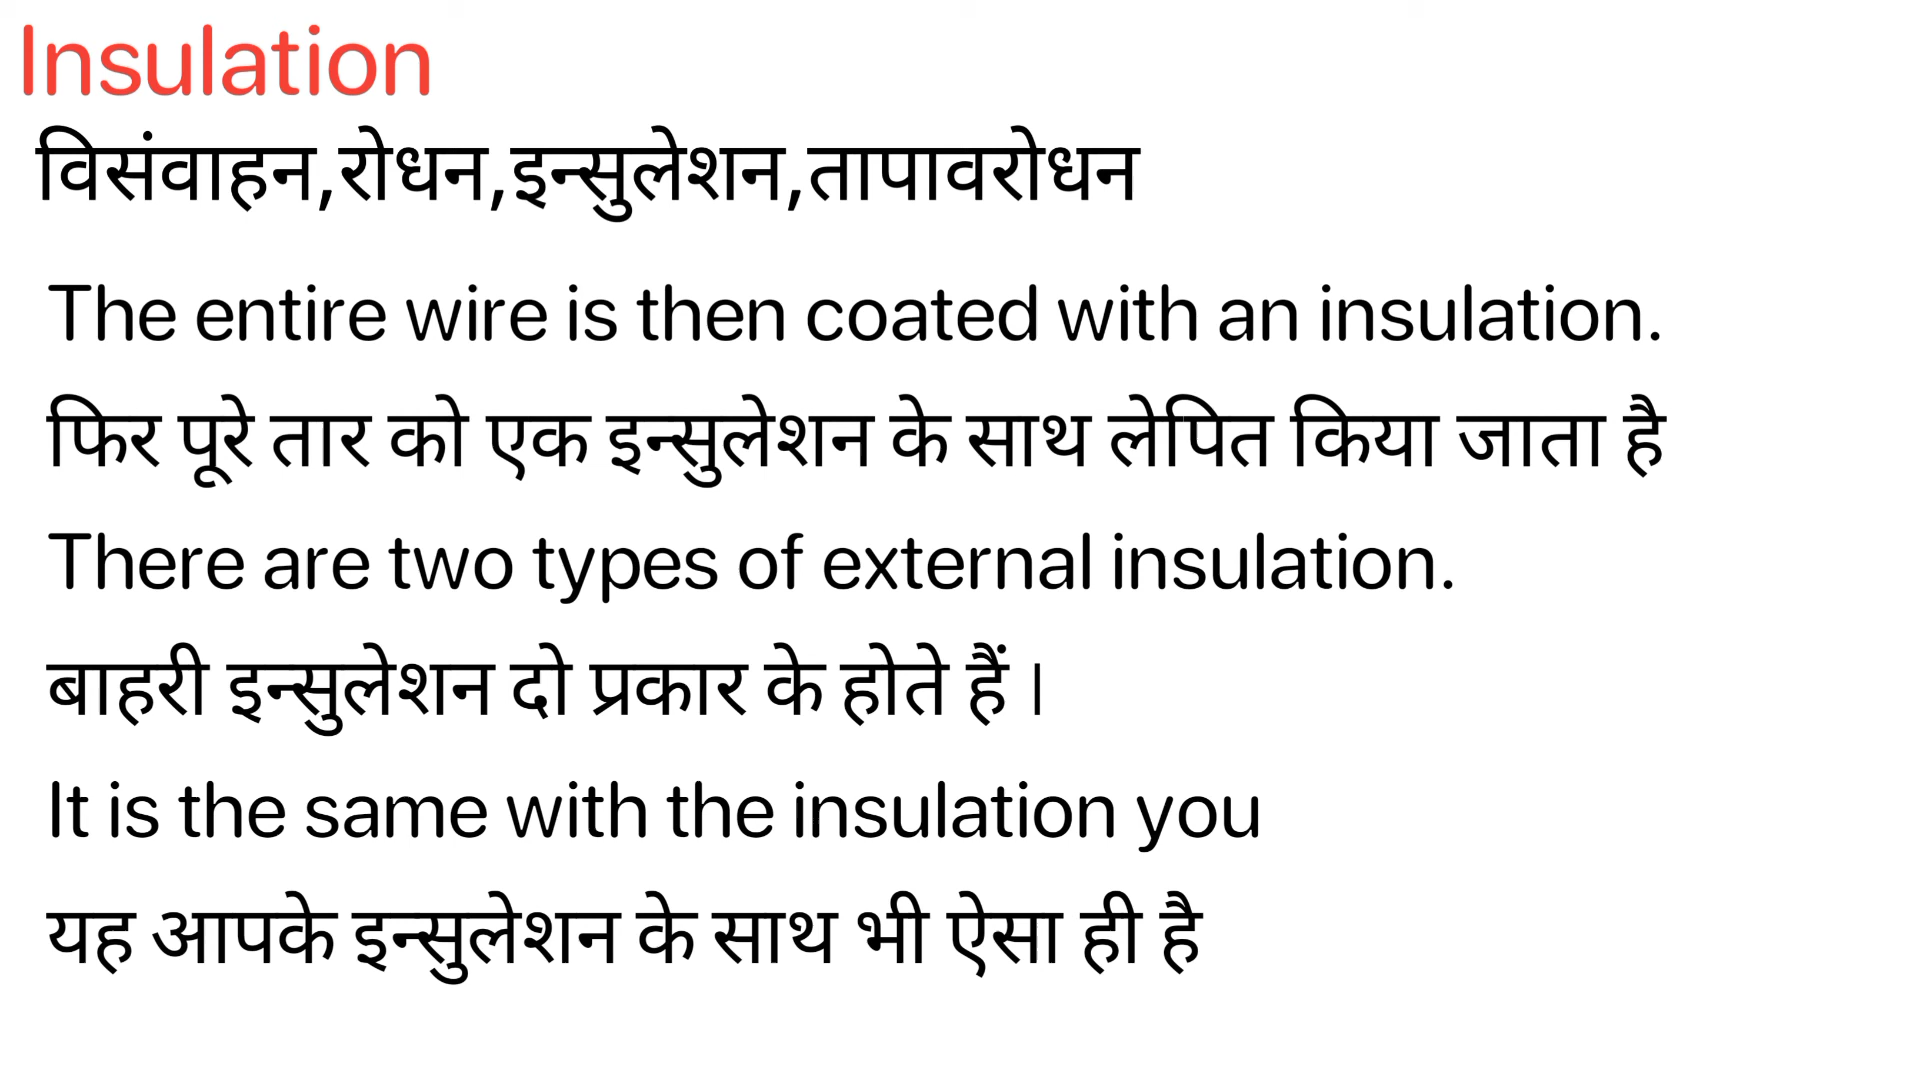 Insulation
विसंवाहन,रोधन,इन्सुलेशन,तापावरोधन
The entire wire is then coated with an insulation.
फिर पूरे तार को एक इन्सुलेशन के साथ लेपित किया जाता है
There are two types of external insulation.
बाहरी इन्सुलेशन दो प्रकार के होते हैं ।
It is the same with the insulation you
यह आपके इन्सुलेशन के साथ भी ऐसा ही है